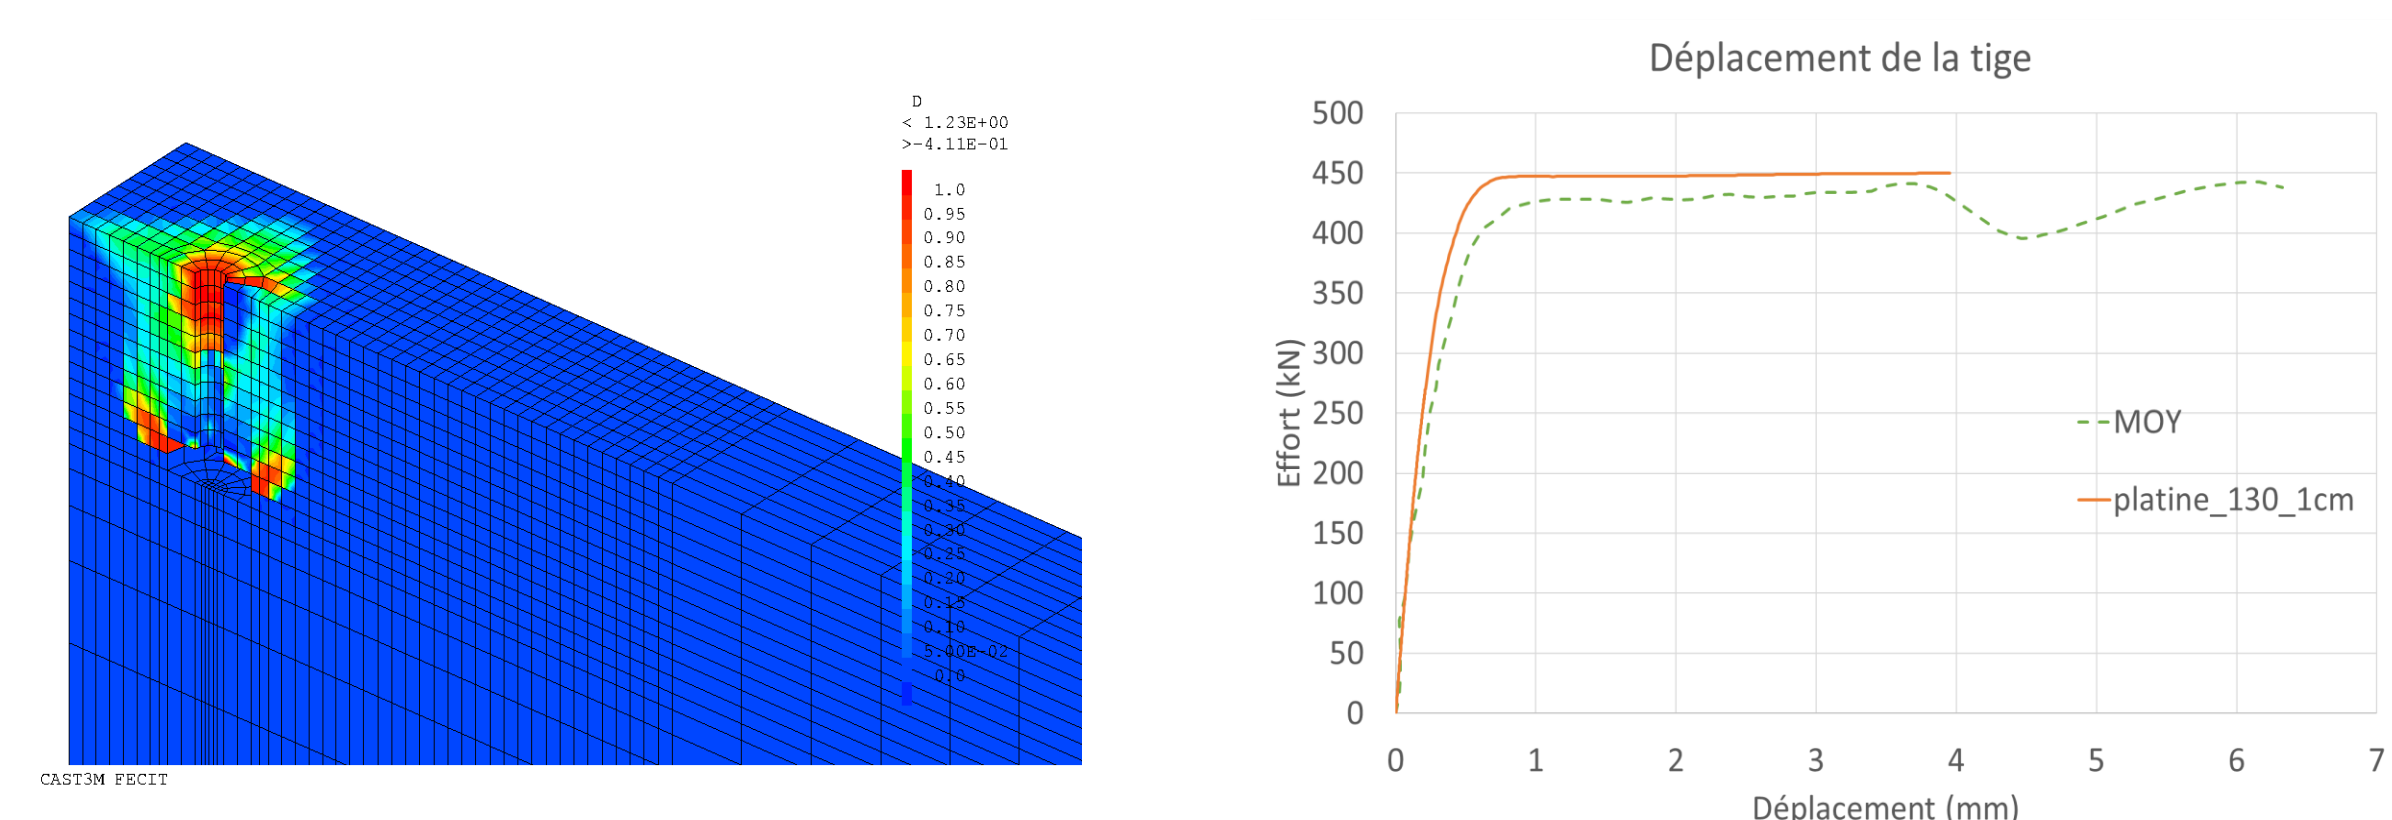 D
< 1.23E+00
>-4.11E-01
1.0
0.95
0.90
0.85
0.80
0.75
0.70
0.65
0.60
0.55
0.50
0.45
0.40
0.35
0.30
0.25
0.20
0.15
0.10
5.00E-02
0.0
CAST3M FECIT
Déplacement de la tige
500
450
400
350
300
250
200
150
100
50
0
Effort (kN)
MOY
platine_130_1cm
0 1 2 3 4 5 6 7
Déplacement (mm)